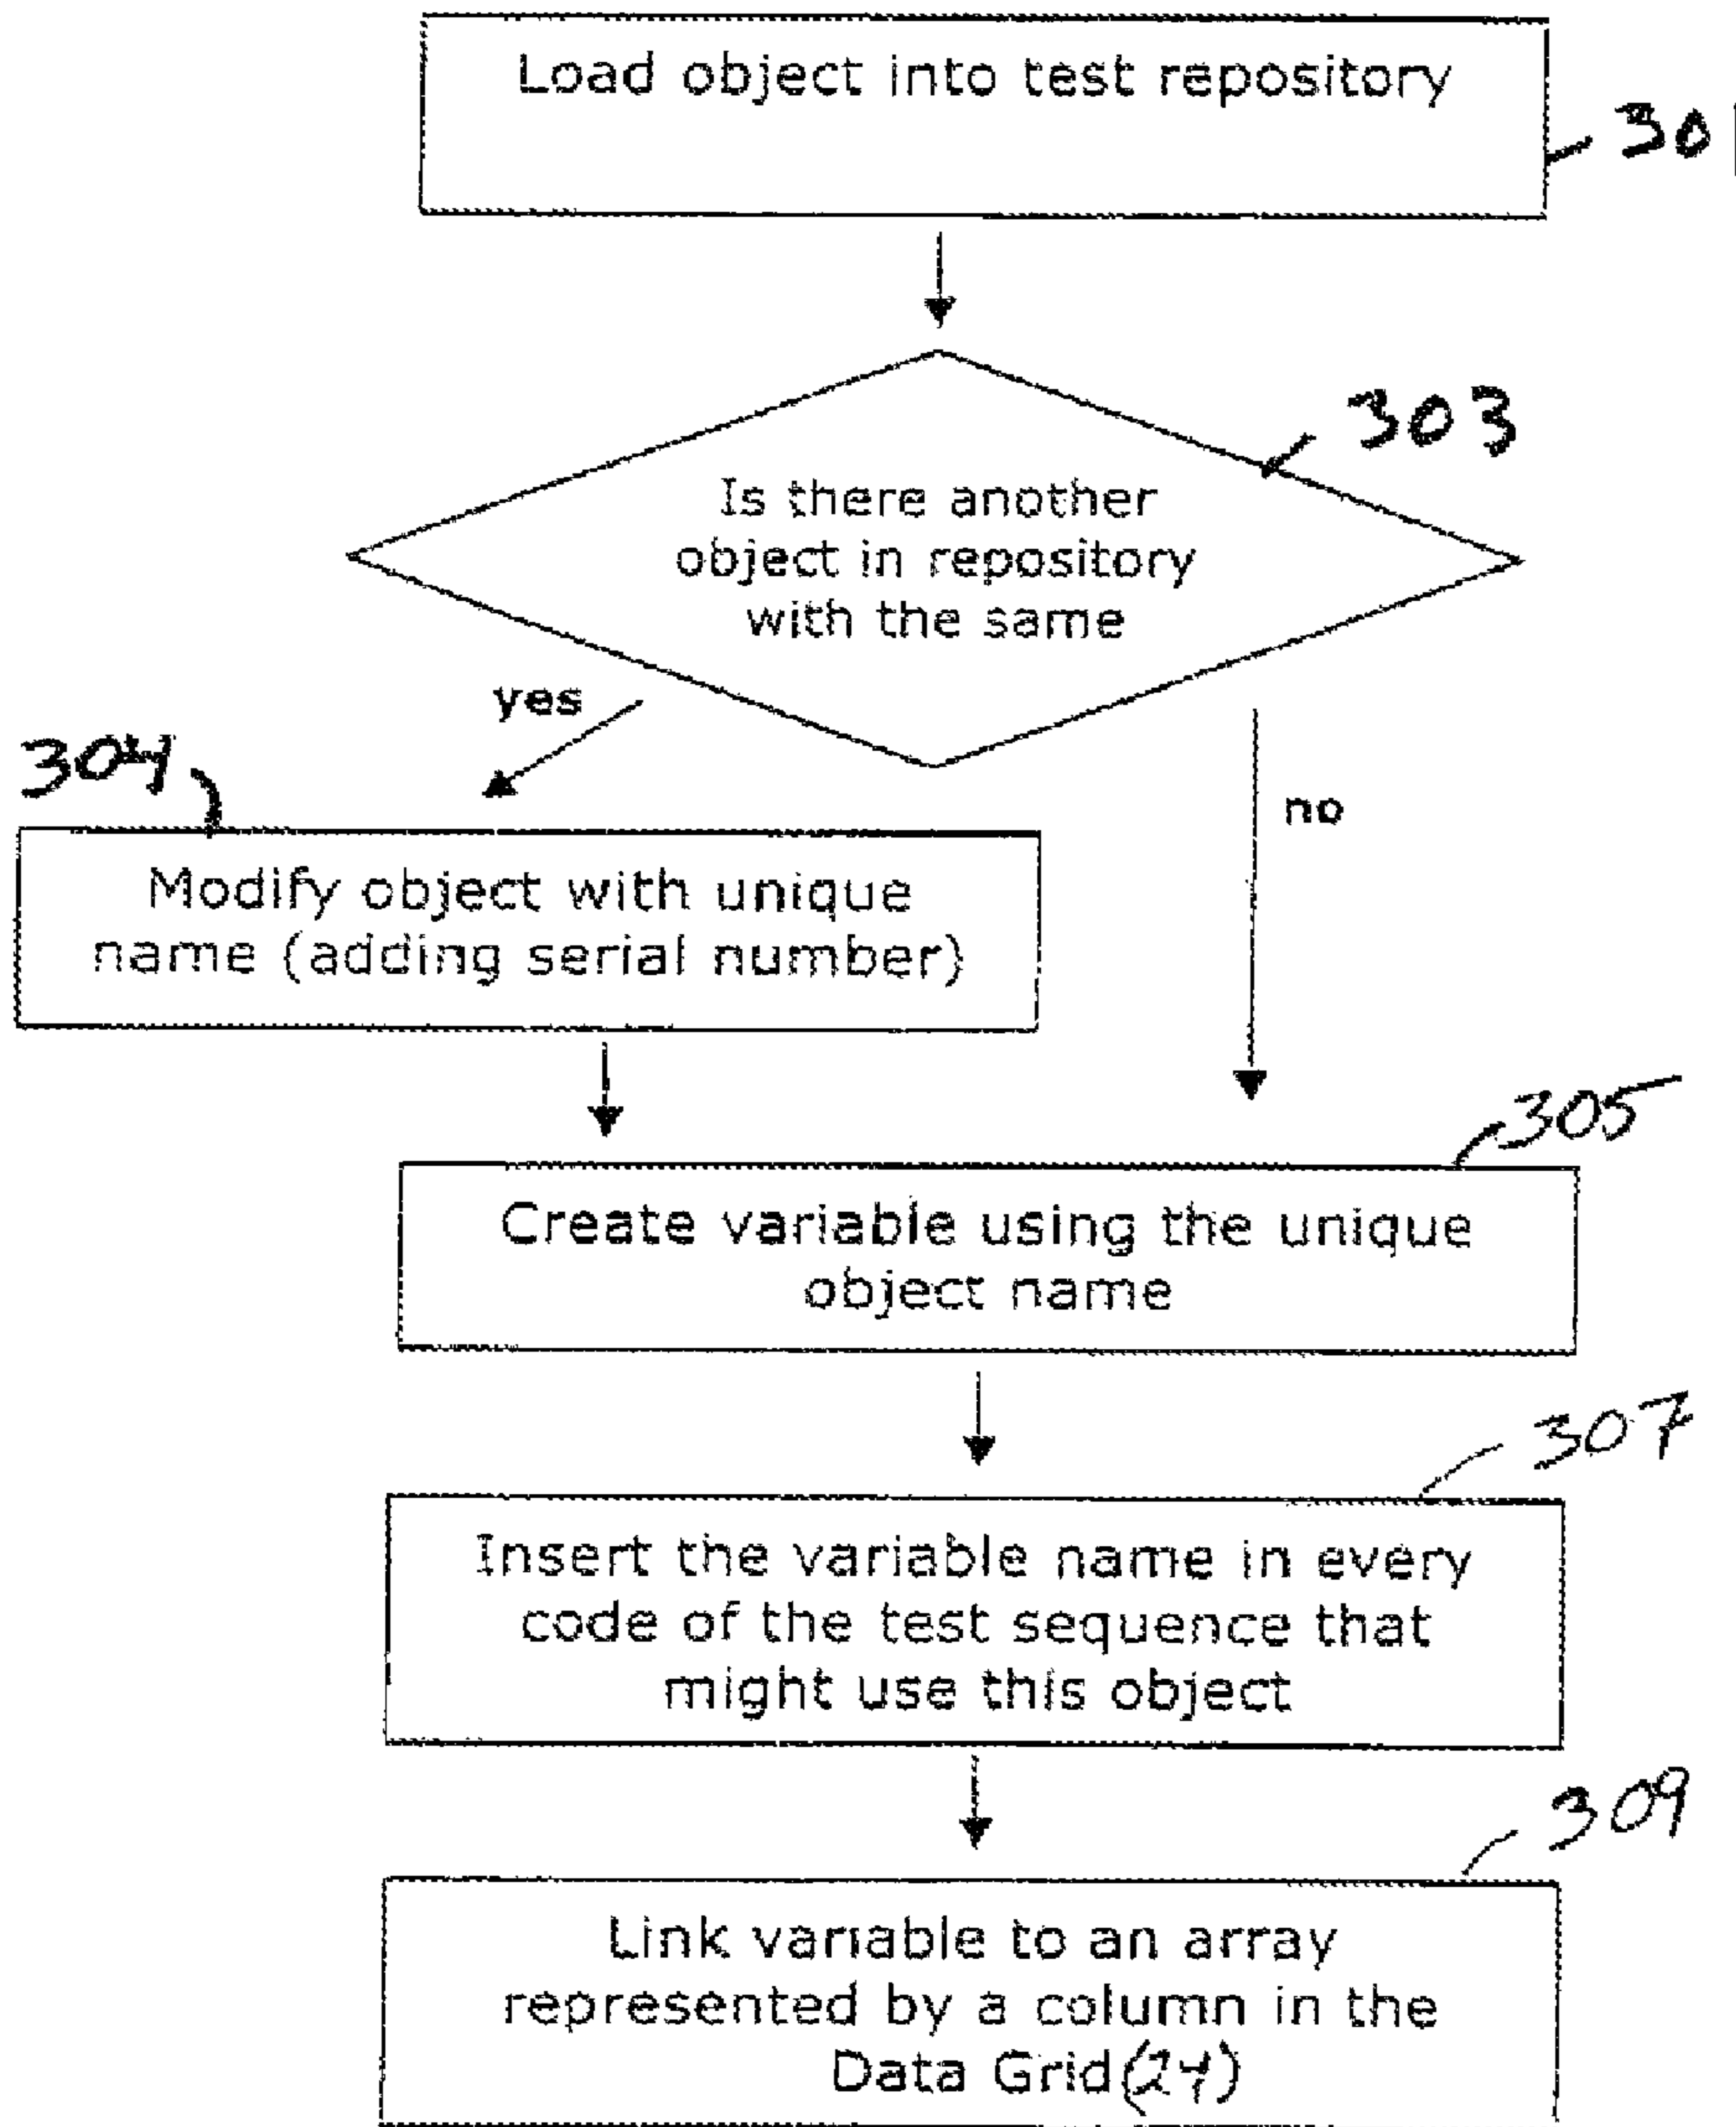 Load object into test repository
301
303
Is there another
object in repository
with the same
yes
no
304
Modify object with unique
name (adding serial number)
305
Create variable using the unique
object name
307
Insert the variable name in every
code of the test sequence that
might use this object
309
Link variable to an array
represented by a column in the
Data Grid (24)